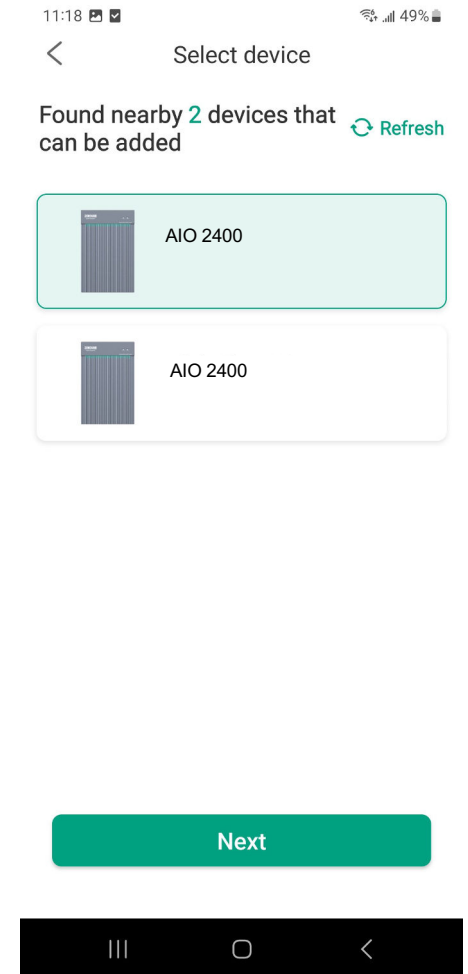 11:18
49%
Select device
Found nearby 2 devices that
can be added
Refresh
AIO 2400
AIO 2400
Next